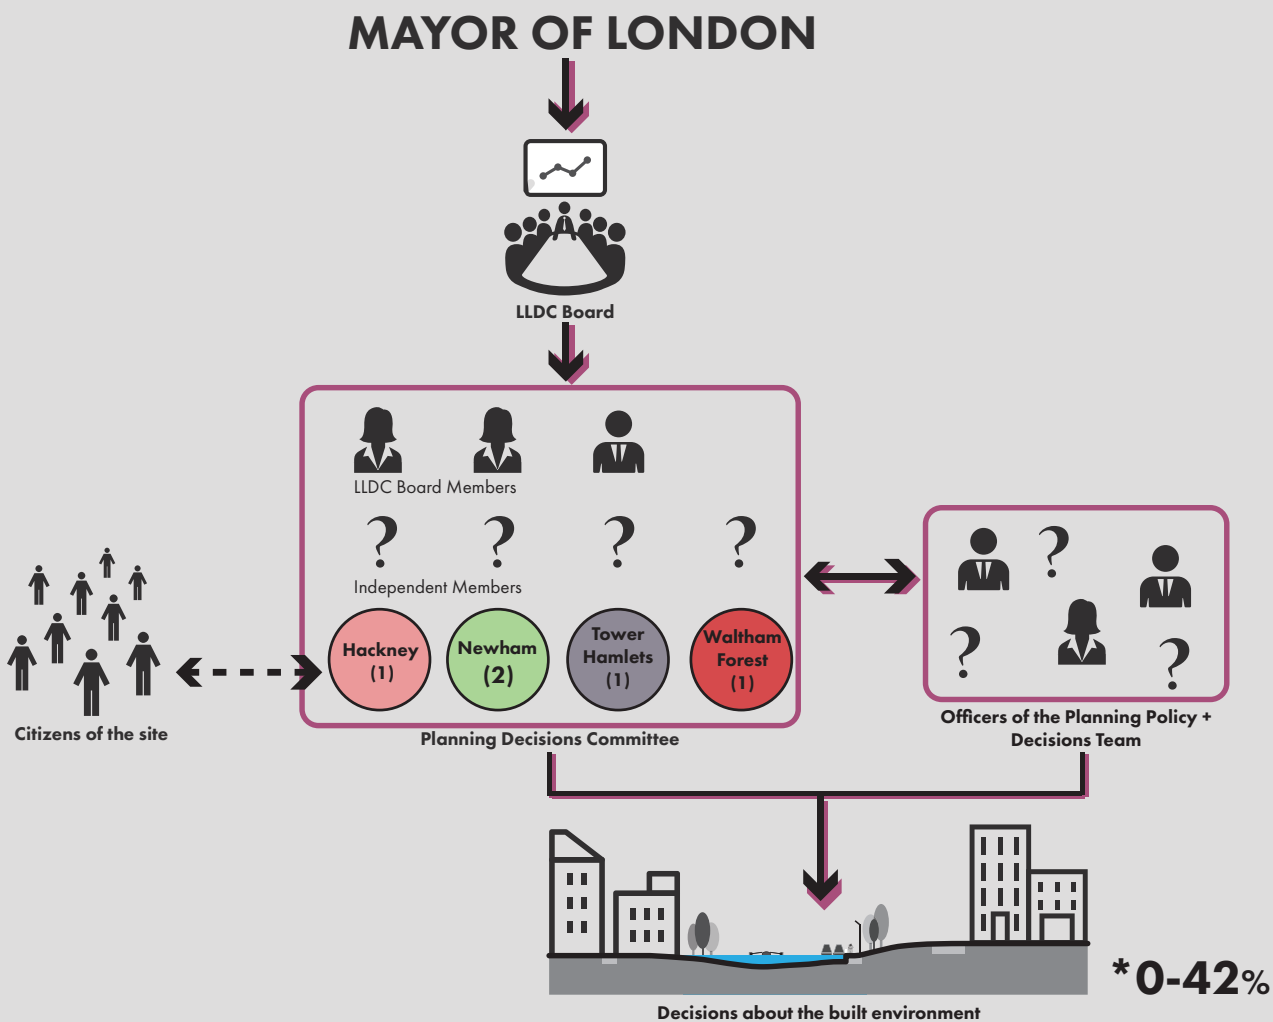 MAYOR OF LONDON
LLDC Board
LLDC Board Members
? ? ? ?
Independent Members
Hackney
(1)
Newham
(2)
Tower
Hamlets
(1)
Waltham
Forest
(1)
Planning Decisions Committee
Citizens of the site
?
?
?
Officers of the Planning Policy +
Decisions Team
*0-42%
Decisions about the built environment